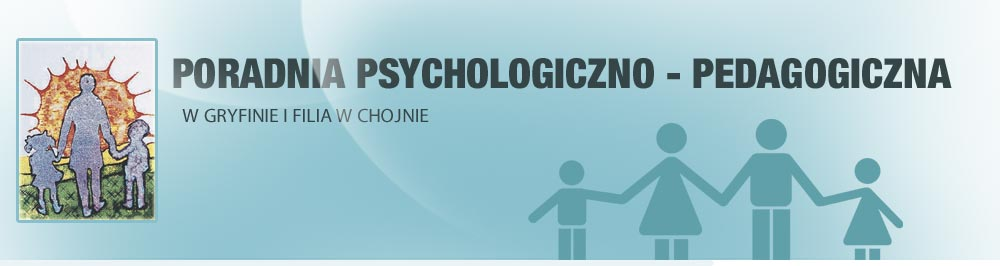 PORADNIA PSYCHOLOGICZNO - PEDAGOGICZNA
W GRYFINIE I FILIA W CHOJNIE